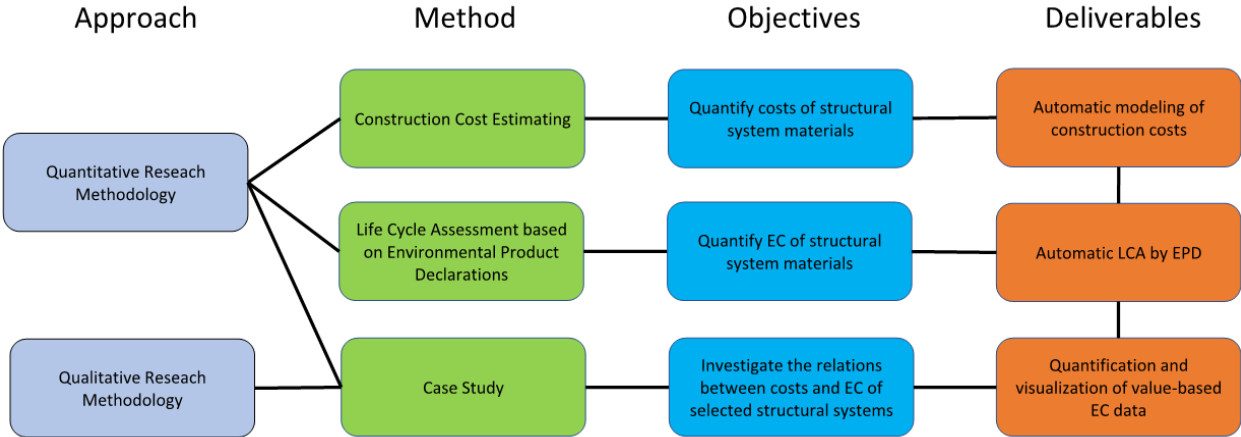 Approach
Method
Objectives
Deliverables
Construction Cost Estimating
Quantify costs of structural
system materials
Automatic modeling of
construction costs
Quantitative Reseach
Methodology
Life Cycle Assessment based
on Environmental Product
Declarations
Quantify EC of structural
system materials
Automatic LCA by EPD
Qualitative Reseach
Methodology
Case Study
Investigate the relations
between costs and EC of
selected structural systems
Quantification and
visualization of value-based
EC data